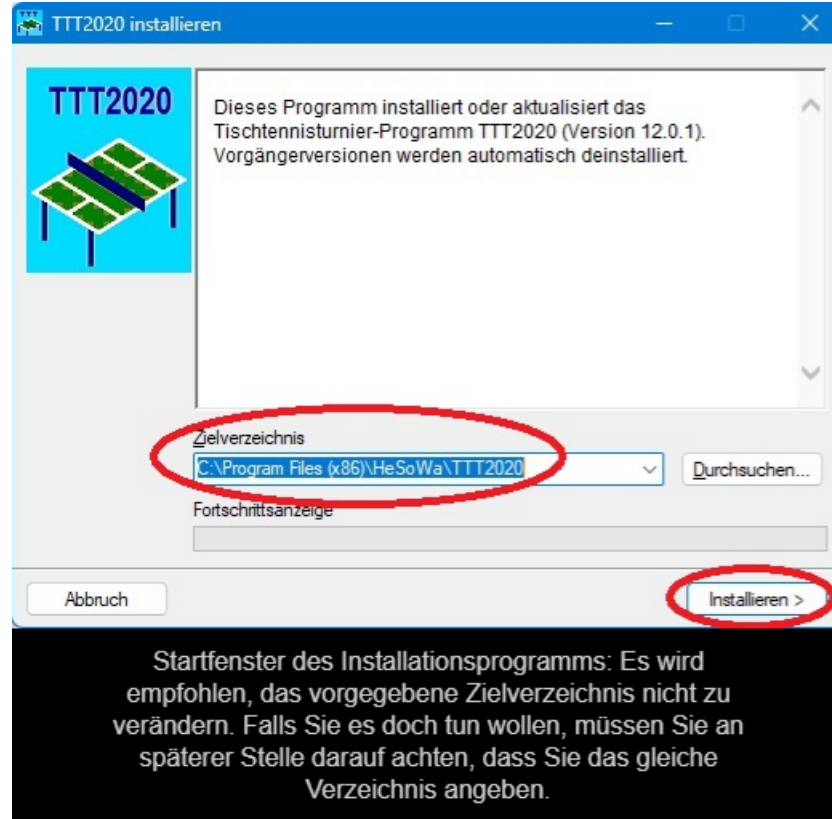 TTT
TTT2020 installieren
TTT2020
Dieses Programm installiert oder aktualisiert das
Tischtennisturnier-Programm TTT2020 (Version 12.0.1).
Vorgängerversionen werden automatisch deinstalliert.
Zielverzeichnis
C:\Program Files (x86)\HeSoWa\TTT2020
Durchsuchen...
Fortschrittsanzeige
Abbruch
Installieren >
Startfenster des Installationsprogramms: Es wird
empfohlen, das vorgegebene Zielverzeichnis nicht zu
verändern. Falls Sie es doch tun wollen, müssen Sie an
späterer Stelle darauf achten, dass Sie das gleiche
Verzeichnis angeben.